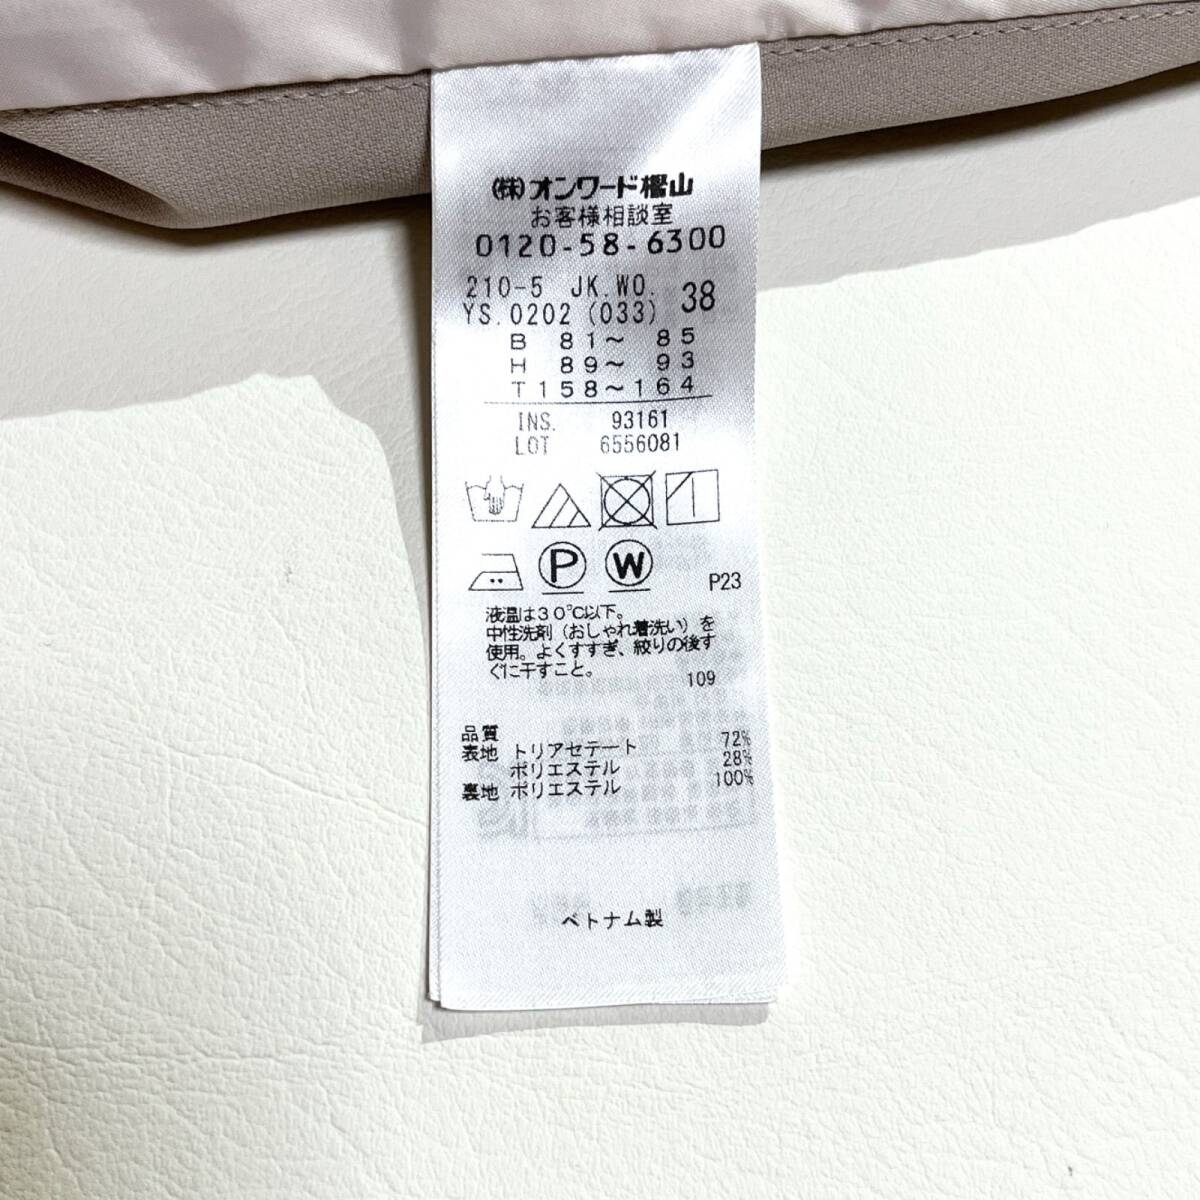 (株)オンワード樫山
お客様相談室
0120-58-6300
210-5 JK.WO. 38
YS.0202 (033)
B 81～ 85
H 89～ 93
T158～164
INS. 93161
LOT 6556081
P W P23
液温は30℃以下。
中性洗剤（おしゃれ着洗い）を
使用。よくすすぎ、絞りの後す
ぐに干すこと。
109
品質
表地 トリアセテート 72%
ポリエステル 28%
裏地 ポリエステル 100%
ベトナム製